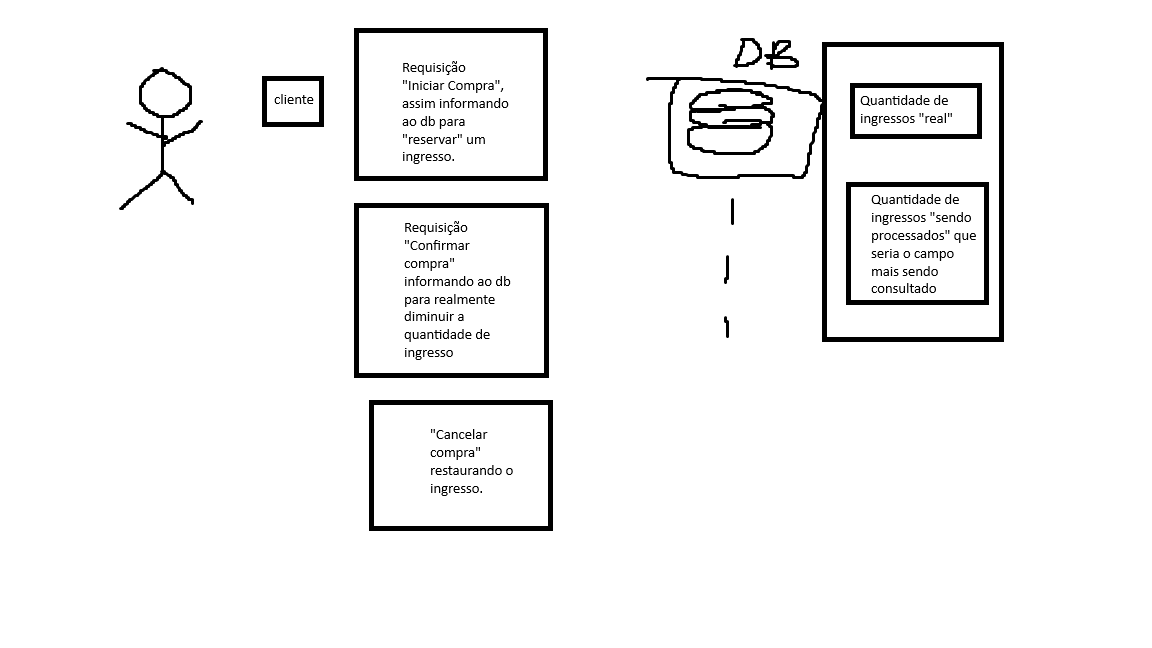 cliente
Requisição
"Iniciar Compra",
assim informando
ao db para
"reservar" um
ingresso.
Requisição
"Confirmar
compra"
informando ao db
para realmente
diminuir a
quantidade de
ingresso
"Cancelar
compra"
restaurando o
ingresso.
DB
Quantidade de
ingressos "real"
Quantidade de
ingressos "sendo
processados" que
seria o campo
mais sendo
consultado